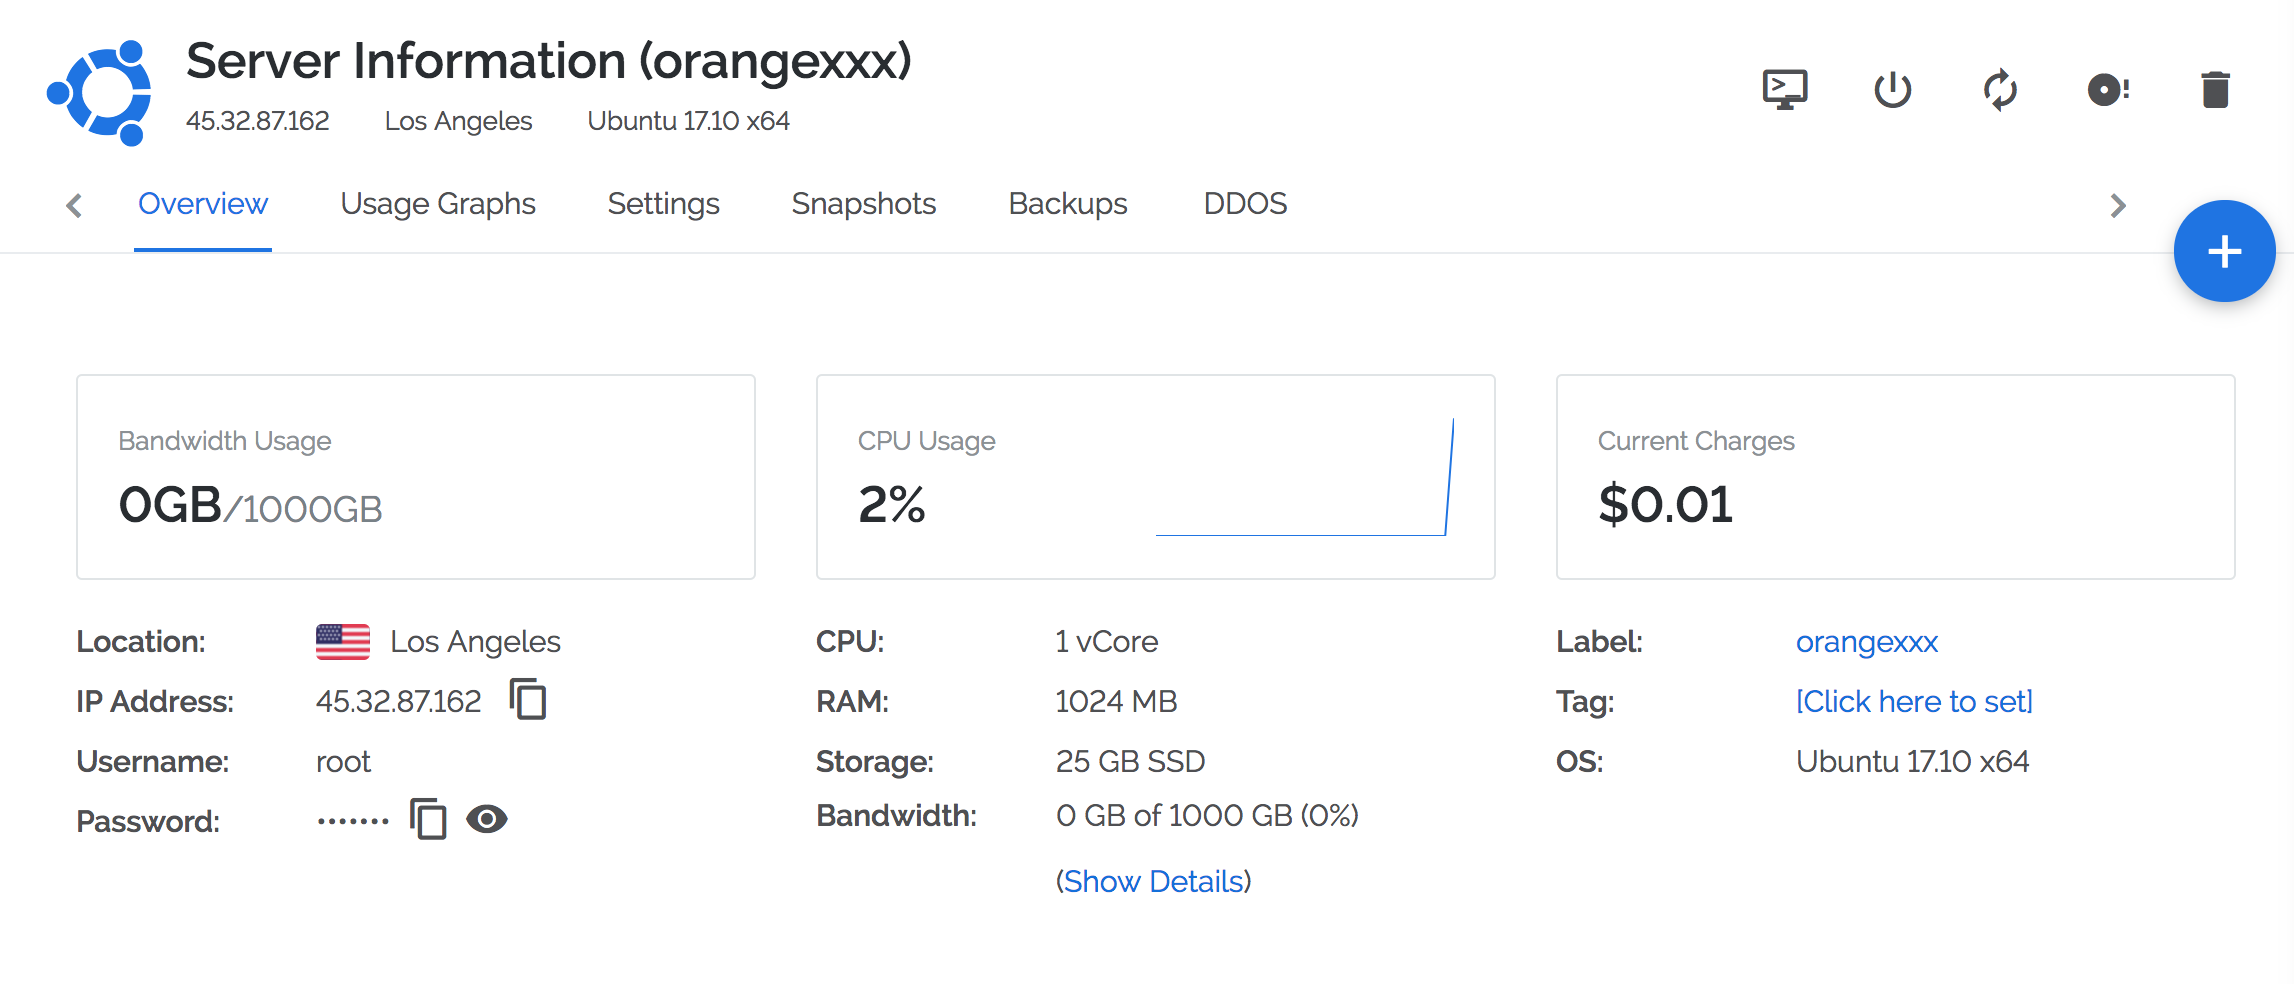 Server Information (orangexxx)
45.32.87.162 Los Angeles Ubuntu 17.10 x64
Overview Usage Graphs Settings Snapshots Backups DDOS
Bandwidth Usage
0GB/1000GB
CPU Usage
2%
Current Charges
$0.01
Location: Los Angeles
IP Address: 45.32.87.162
Username: root
Password: •••••••
CPU: 1 vCore
RAM: 1024 MB
Storage: 25 GB SSD
Bandwidth: 0 GB of 1000 GB (0%)
(Show Details)
Label: orangexxx
Tag: [Click here to set]
OS: Ubuntu 17.10 x64